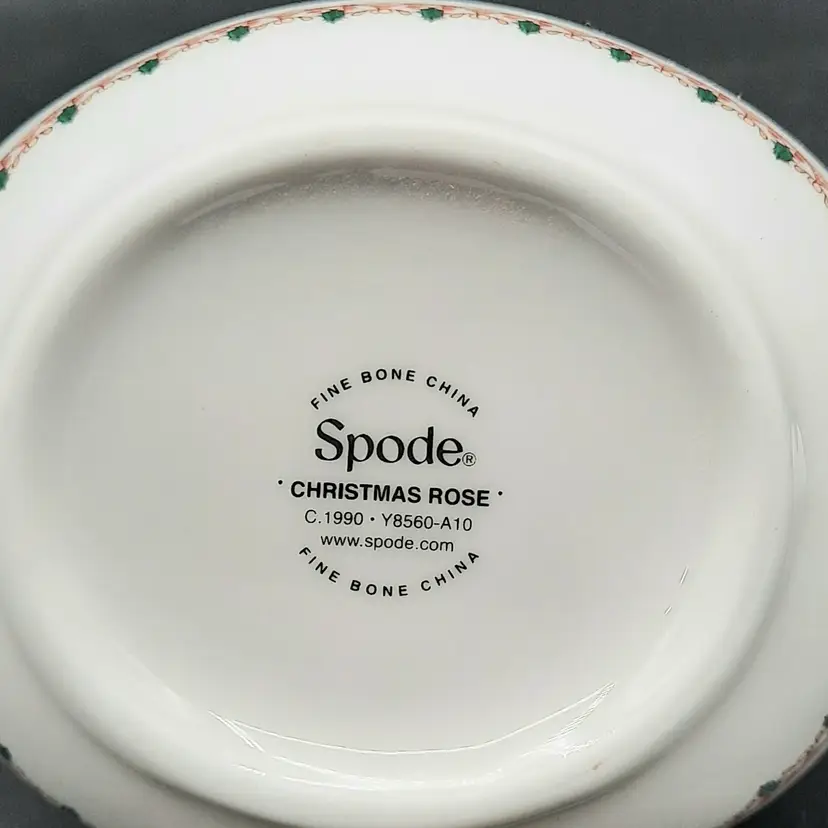 FINE BONE CHINA
Spode®
· CHRISTMAS ROSE ·
C.1990 · Y8560-A10
www.spode.com
FINE BONE CHINA